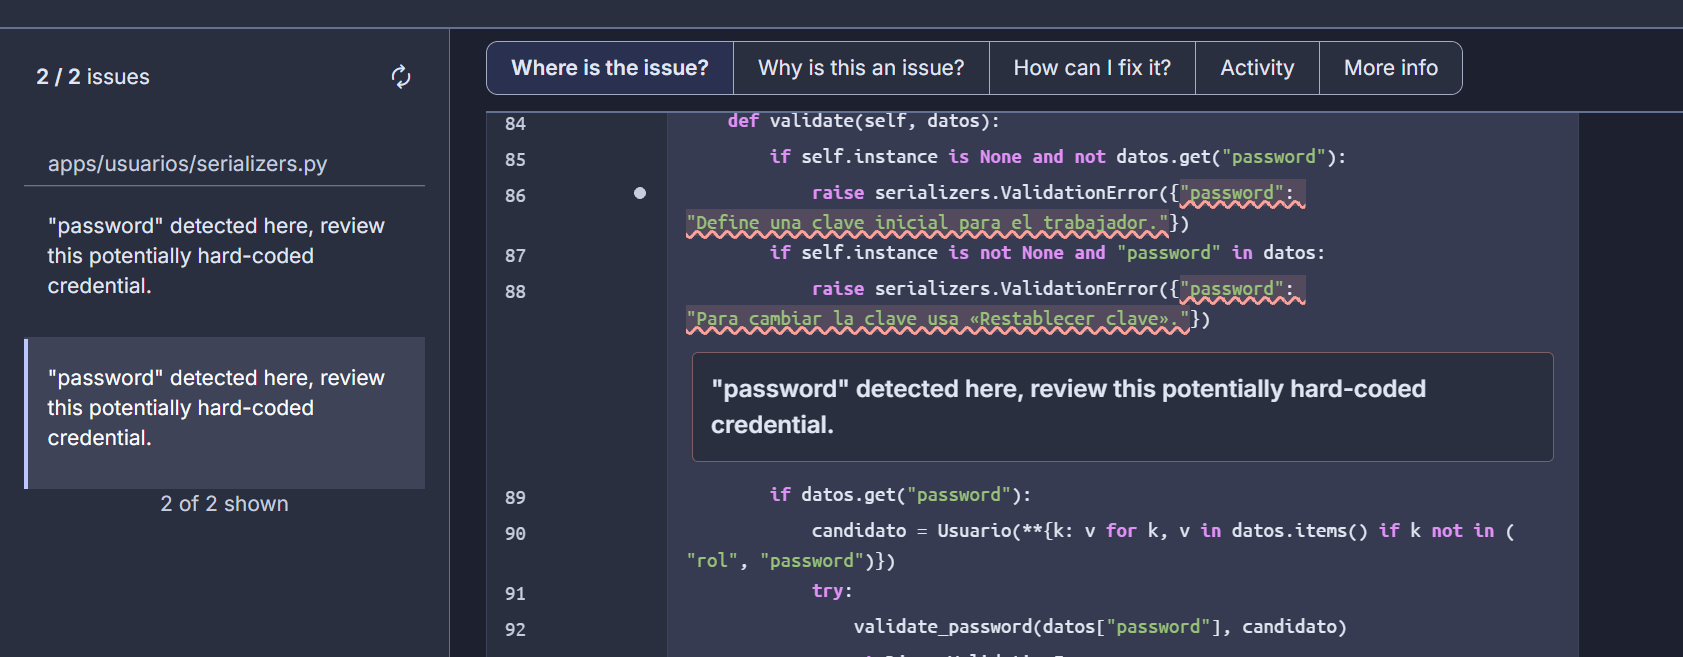 2 / 2 issues
apps/usuarios/serializers.py
"password" detected here, review
this potentially hard-coded
credential.
"password" detected here, review
this potentially hard-coded
credential.
2 of 2 shown
Where is the issue?
Why is this an issue?
How can I fix it?
Activity
More info
84 def validate(self, datos):
85 if self.instance is None and not datos.get("password"):
86 raise serializers.ValidationError({"password":
"Define una clave inicial para el trabajador."})
87 if self.instance is not None and "password" in datos:
88 raise serializers.ValidationError({"password":
"Para cambiar la clave usa «Restablecer clave»."})
"password" detected here, review this potentially hard-coded
credential.
89 if datos.get("password"):
90 candidato = Usuario(**{k: v for k, v in datos.items() if k not in (
"rol", "password")})
91 try:
92 validate_password(datos["password"], candidato)